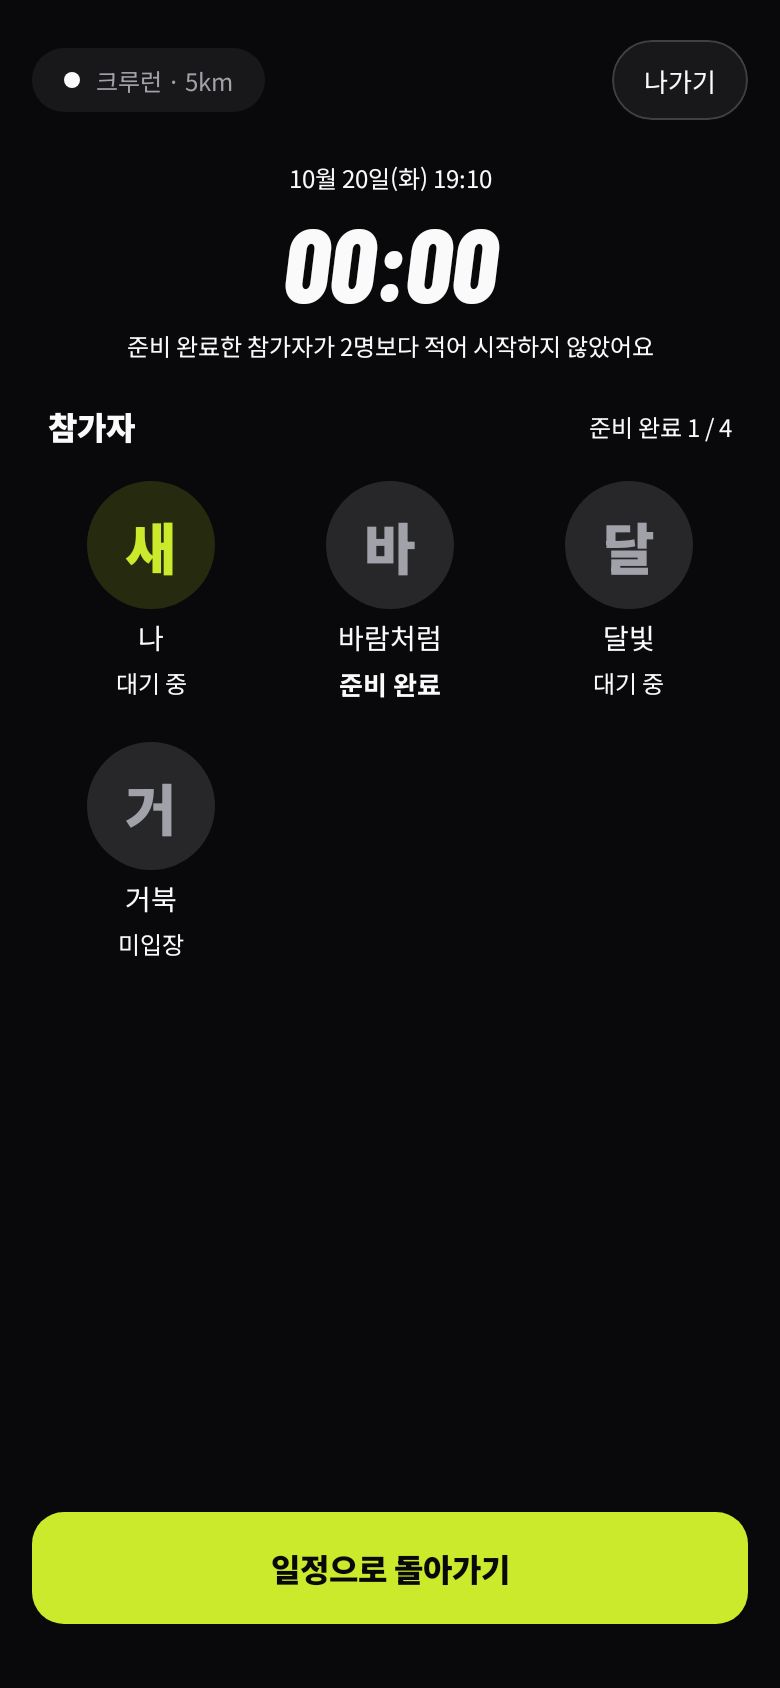 크루런 · 5km
나가기
10월 20일(화) 19:10
00:00
준비 완료한 참가자가 2명보다 적어 시작하지 않았어요
참가자
준비 완료 1 / 4
새
바
달
나
바람처럼
달빛
대기 중
준비 완료
대기 중
거
거북
미입장
일정으로 돌아가기